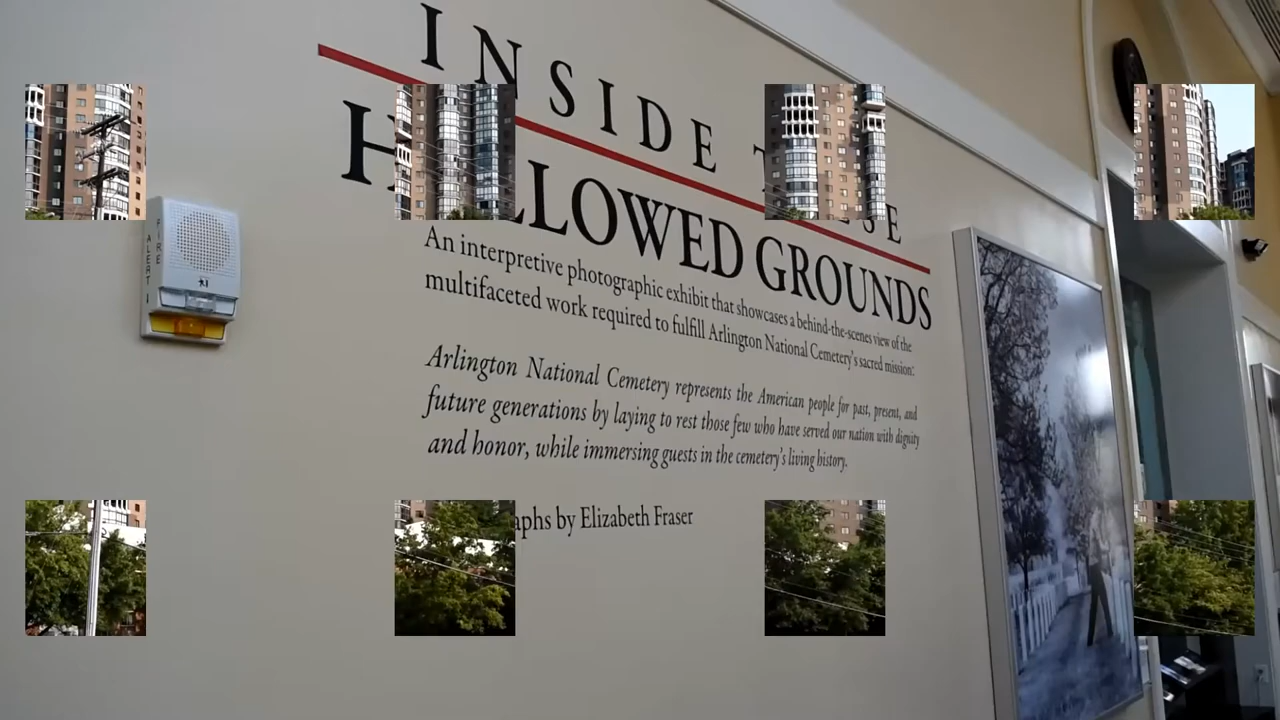 INSIDE
LLOWED GROUNDS
An interpretive photographic exhibit that showcases a behind-the-scenes view of the
multifaceted work required to fulfill Arlington National Cemetery's sacred mission:
Arlington National Cemetery represents the American people for past, present, and
future generations by laying to rest those few who have served our nation with dignity
and honor, while immersing guests in the cemetery's living history.
by Elizabeth Fraser
FIRE
ALERT